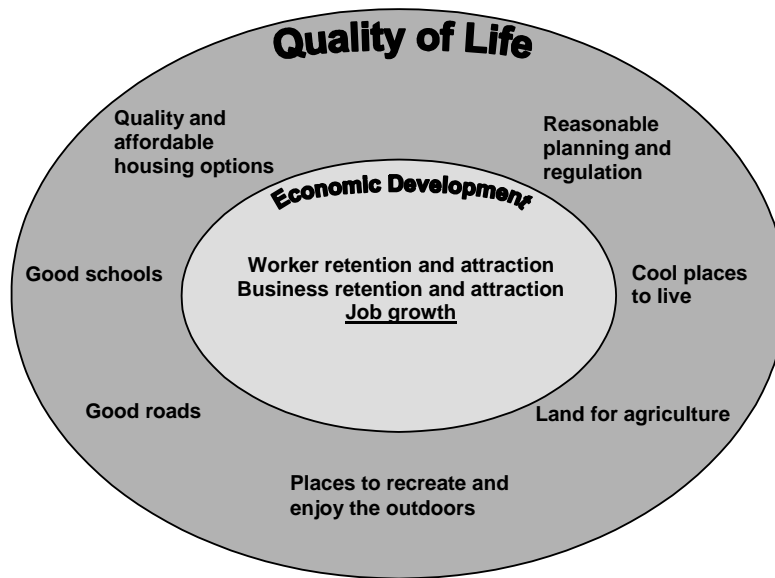 Quality of Life
Quality and
affordable
housing options
Reasonable
planning and
regulation
Economic Development
Good schools
Worker retention and attraction
Business retention and attraction
Job growth
Cool places
to live
Good roads
Land for agriculture
Places to recreate and
enjoy the outdoors